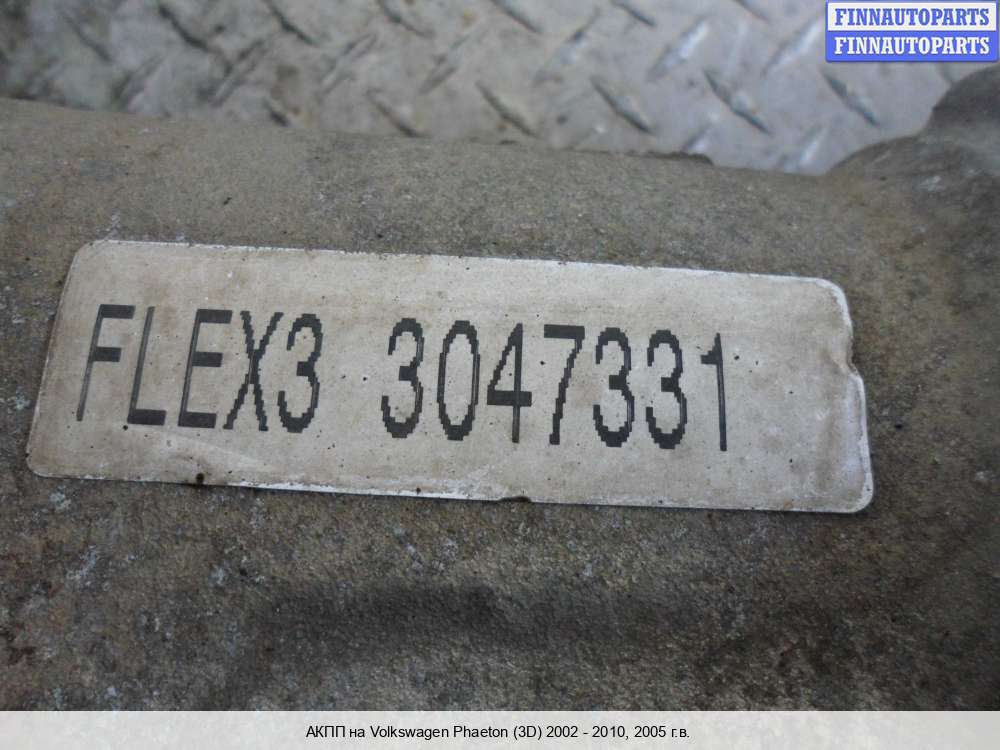 FINNAUTOPARTS
FINNAUTOPARTS
FLEX3 3047331
АКПП на Volkswagen Phaeton (3D) 2002 - 2010, 2005 г.в.